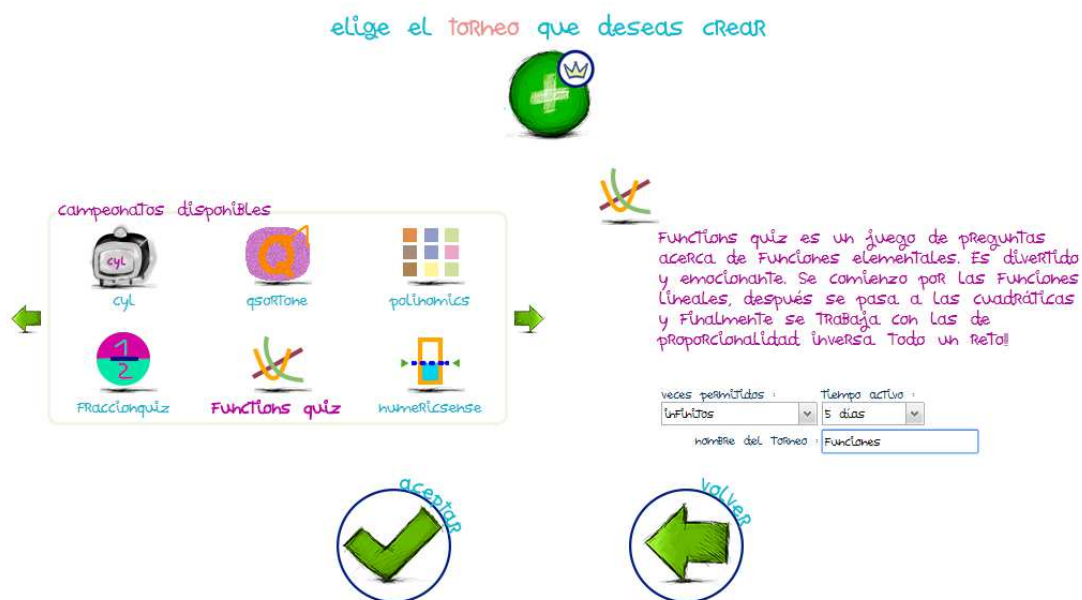 elige el torneo que deseas crear
campeonatos disponibles
cyl
cyl
qsortone
polinomics
1
2
Fraccionquiz
Functions quiz
numericsense
Functions quiz es un juego de preguntas
acerca de Funciones elementales. Es divertido
y emocionante. Se comienzo por las Funciones
lineales, después se pasa a las cuadráticas
y Finalmente se trabaja con las de
proporcionalidad inversa Todo un reto!!
veces permitidos : Tiempo activo :
inFinitos 5 días
nombre del Torneo : Funciones
aceptar
volver